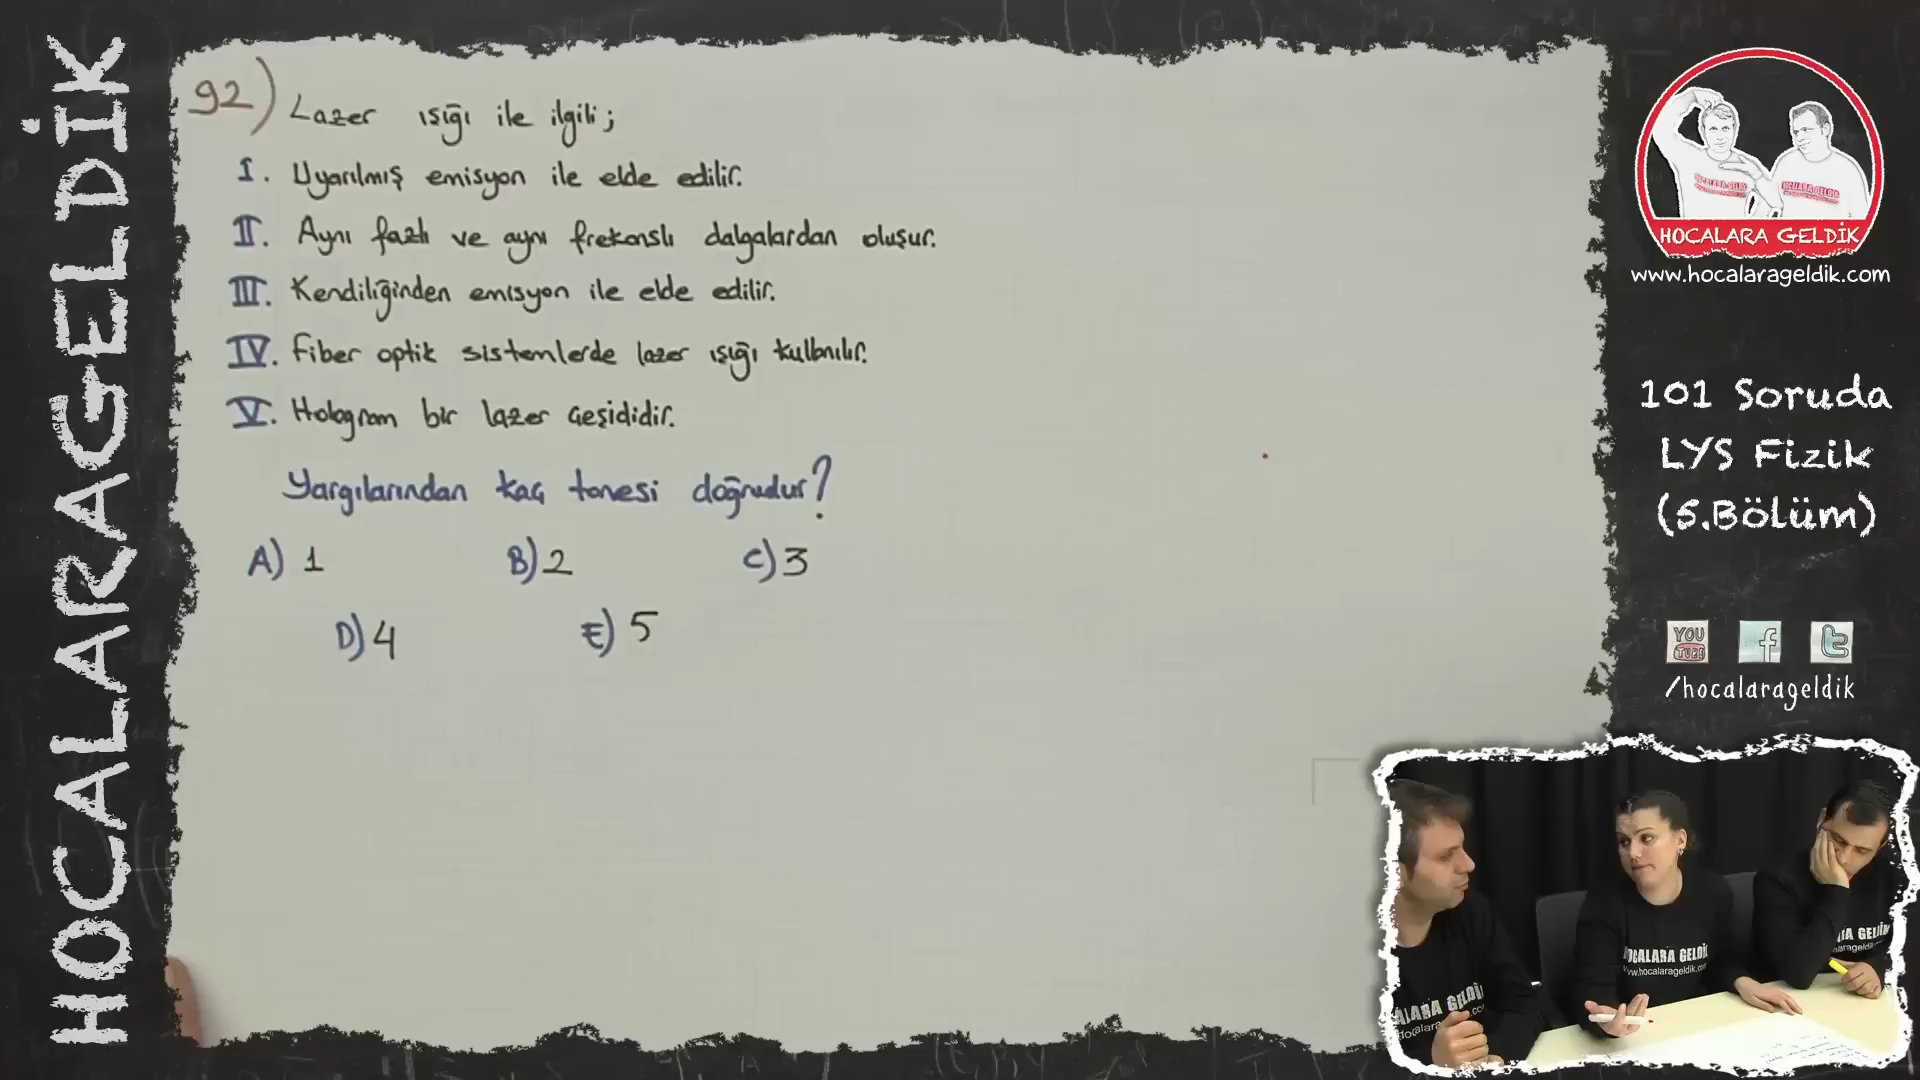 HOCALARAGELDİK
92) Lazer ışığı ile ilgili;
I. Uyarılmış emisyon ile elde edilir.
II. Aynı fazlı ve aynı frekanslı dalgalardan oluşur.
III. Kendiliğinden emisyon ile elde edilir.
IV. Fiber optik sistemlerde lazer ışığı kullanılır.
V. Hologram bir lazer çeşididir.
Yargılarından kaç tanesi doğrudur?
A) 1 B) 2 C) 3
D) 4 E) 5
HOCALARA GELDİK
www.hocalarageldik.com
101 Soruda
LYS Fizik
(5.Bölüm)
YOU
TUBE
f t
/hocalarageldik
HOCALARA GELDİK